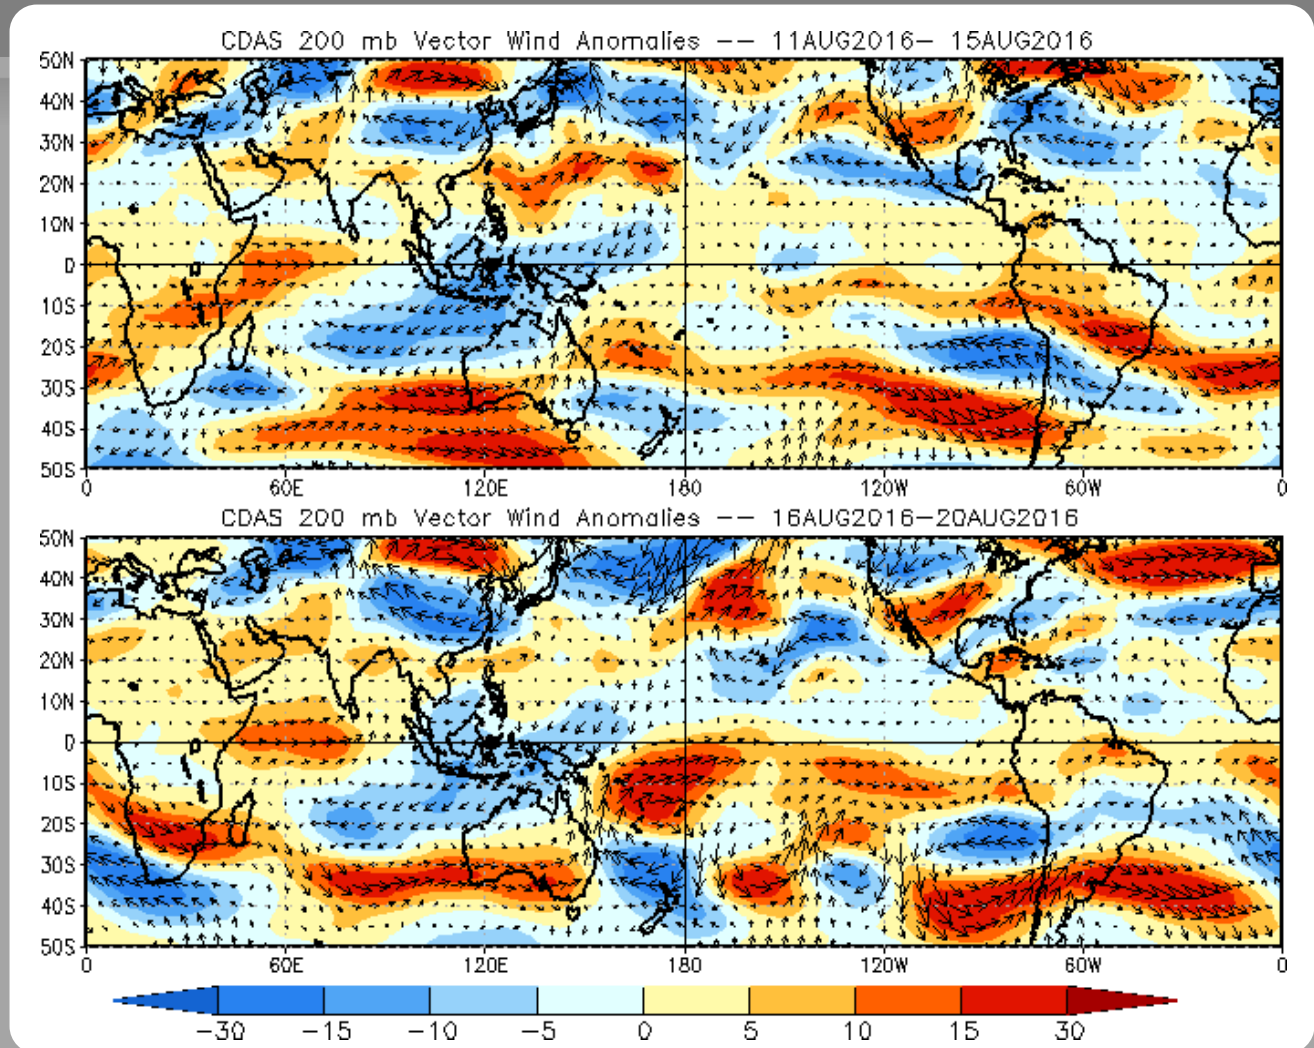 CDAS 200 mb Vector Wind Anomalies -- 11AUG2016- 15AUG2016
50N
40N
30N
20N
10N
0
10S
20S
30S
40S
50S
0 60E 120E 180 120W 60W 0
CDAS 200 mb Vector Wind Anomalies -- 16AUG2016-20AUG2016
50N
40N
30N
20N
10N
0
10S
20S
30S
40S
50S
0 60E 120E 180 120W 60W 0
-30 -15 -10 -5 0 5 10 15 30